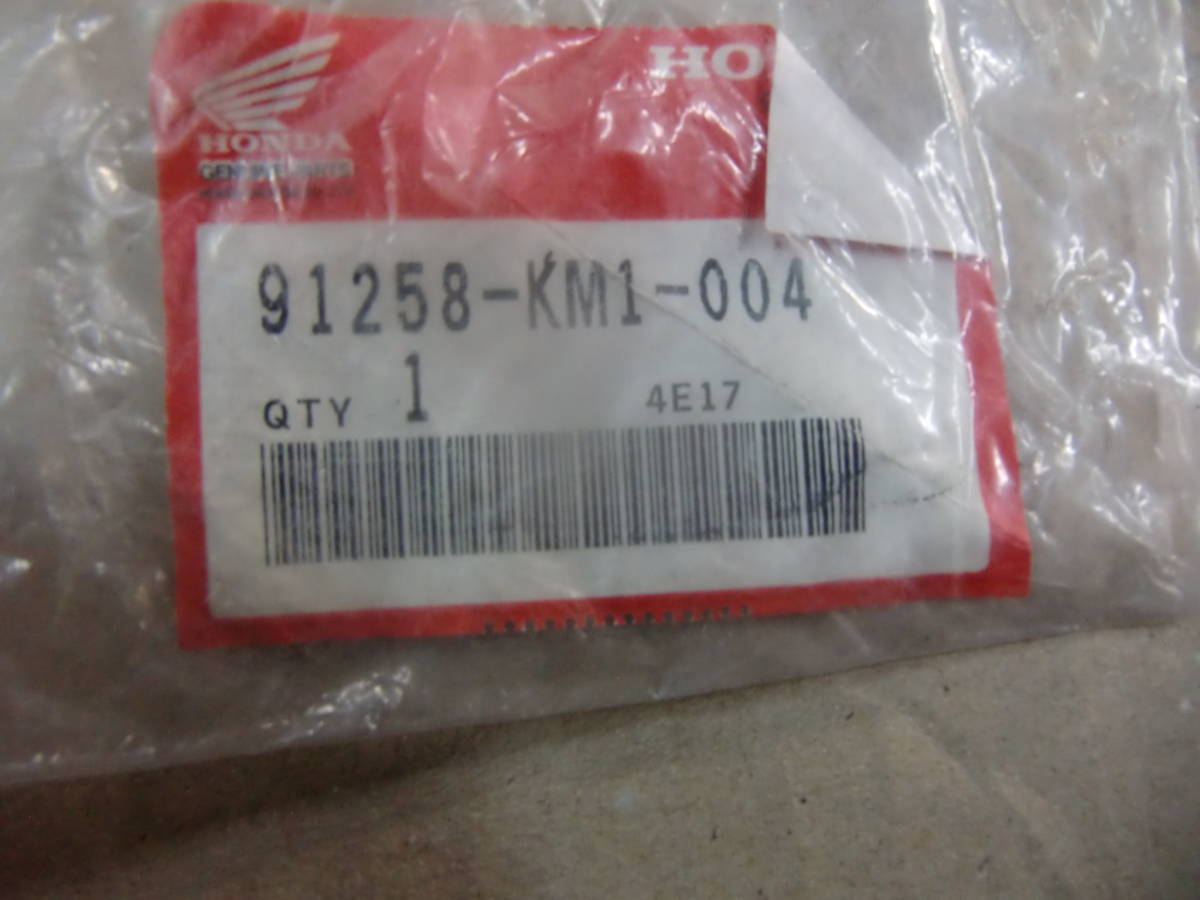 HO
HONDA
GENUINE PARTS
91258-KM1-004
QTY 1 4E17